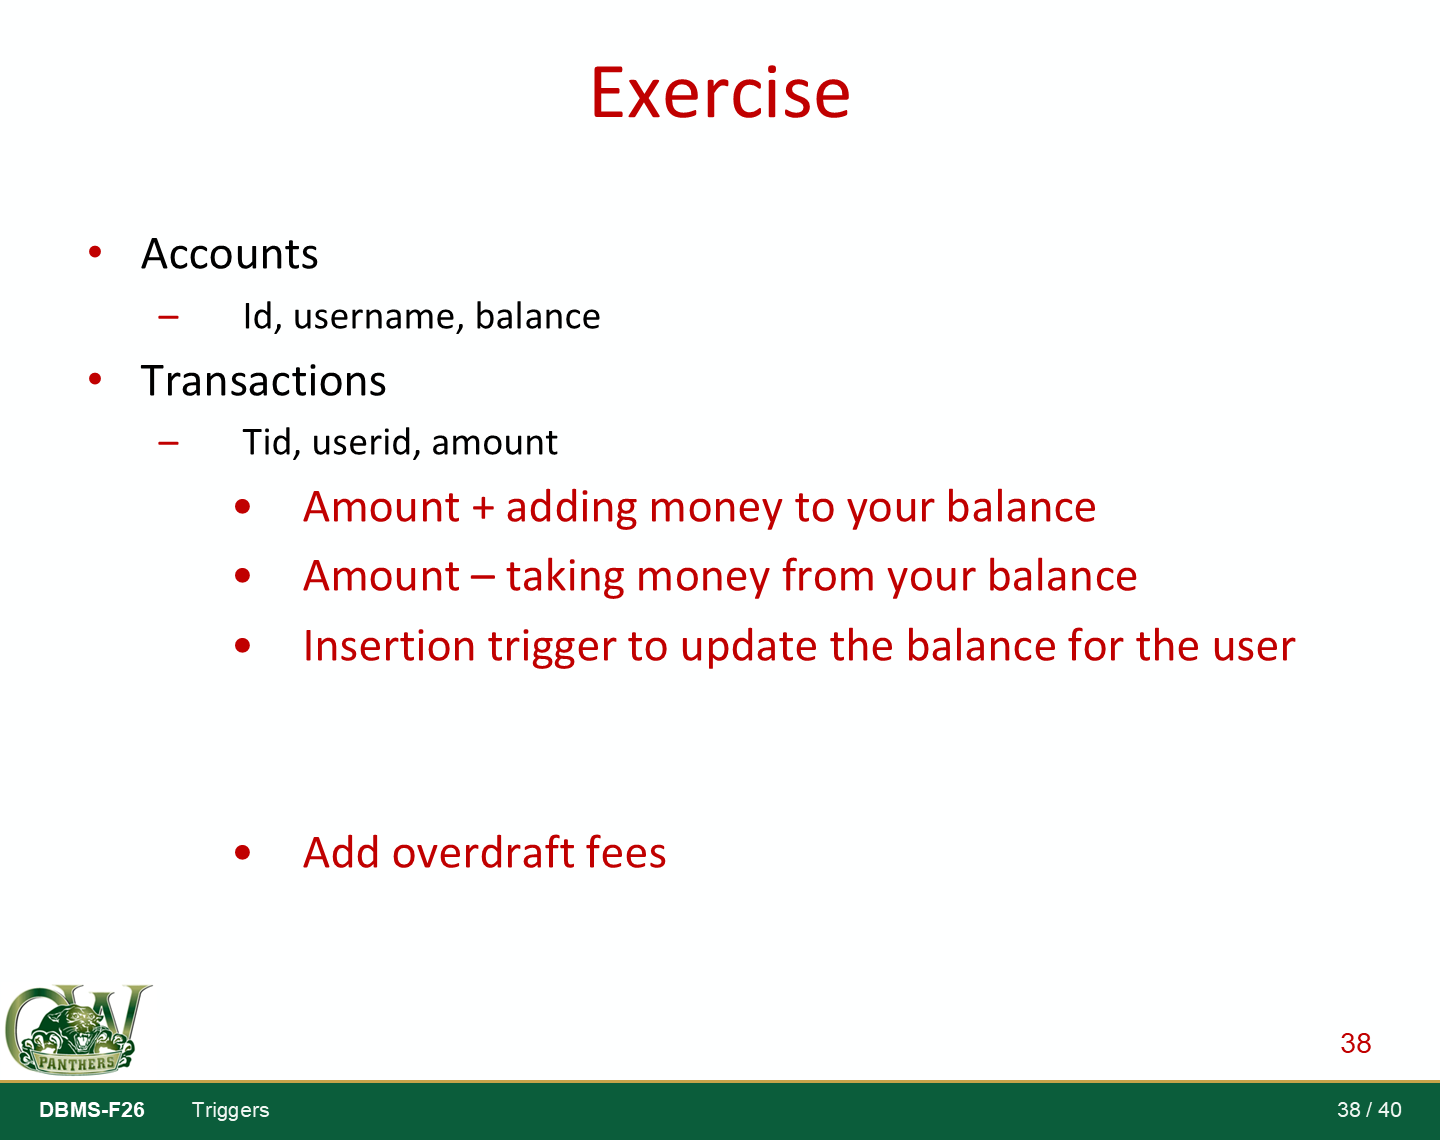 Exercise
• Accounts
– Id, username, balance
• Transactions
– Tid, userid, amount
• Amount + adding money to your balance
• Amount – taking money from your balance
• Insertion trigger to update the balance for the user
• Add overdraft fees
OW
PANTHERS
38
DBMS-F26 Triggers 38 / 40